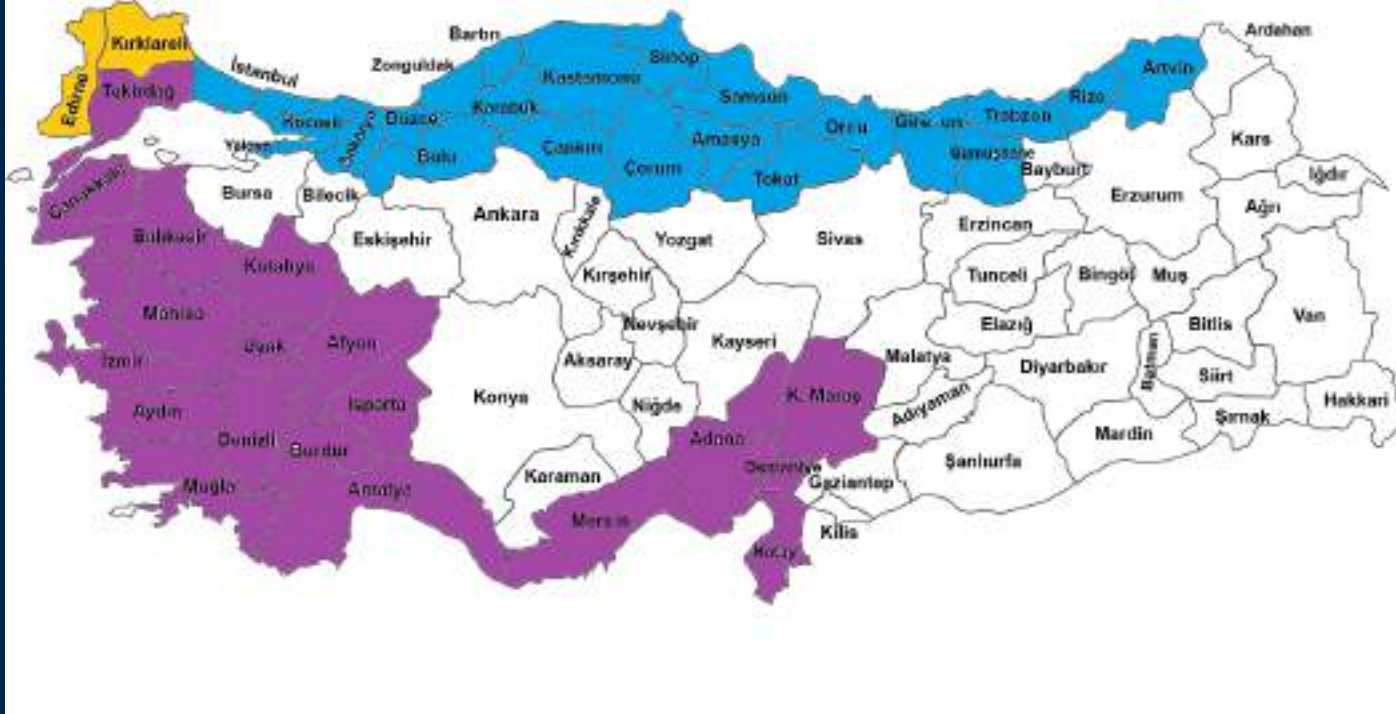 Ardahan
Bartın
Kırklareli
Sinop
Zonguldak
İstanbul
Artvin
Kastamonu
Edirne
Tekirdağ
Samsun
Rize
Karabük
Trabzon
Düzce
Kocaeli
Ordu
Sakarya
Amasya
Kars
Yalova
Çankırı
Bolu
Gümüşhane
Çorum
Bayburt
Iğdır
Tokat
Çanakkale
Bursa
Bilecik
Erzurum
Ağrı
Ankara
Kırıkkale
Erzincan
Balıkesir
Eskişehir
Yozgat
Sivas
Kütahya
Kırşehir
Tunceli
Bingöl
Muş
Manisa
Nevşehir
Elazığ
Bitlis
Van
Uşak
Afyon
Kayseri
İzmir
Aksaray
Malatya
Diyarbakır
Batman
Siirt
Konya
K. Maraş
Isparta
Niğde
Adıyaman
Hakkari
Aydın
Şırnak
Denizli
Burdur
Adana
Mardin
Şanlıurfa
Osmaniye
Karaman
Gaziantep
Muğla
Antalya
Mersin
Kilis
Hatay